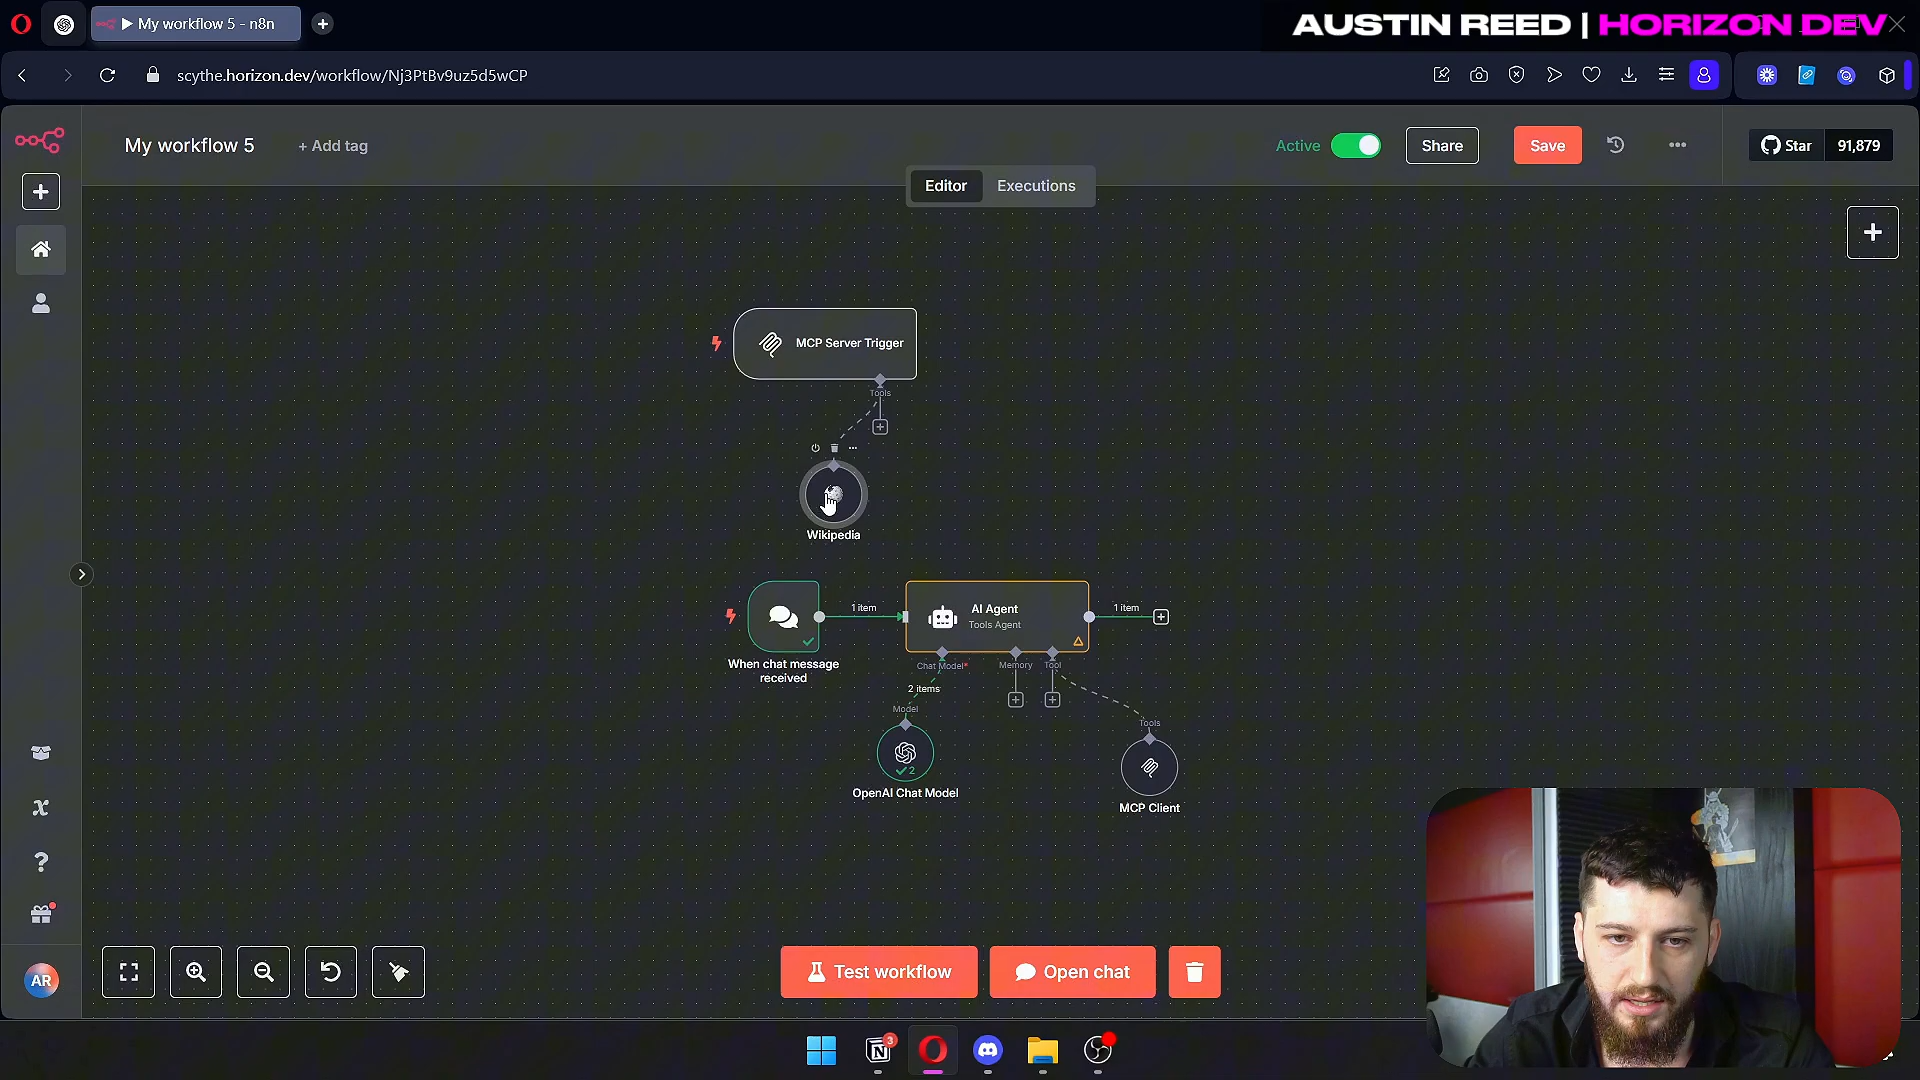 AUSTIN REED | HORIZON DEV
My workflow 5 - n8n
scythe.horizon.dev/workflow/Nj3PtBv9uz5d5wCP
My workflow 5
+ Add tag
Active
Share
Save
Star
91,879
Editor
Executions
MCP Server Trigger
Tools
Wikipedia
1 item
AI Agent
Tools Agent
1 item
When chat message
received
Chat Model*
Memory
Tool
2 items
Model
Tools
2
OpenAI Chat Model
MCP Client
AR
Test workflow
Open chat
N
3